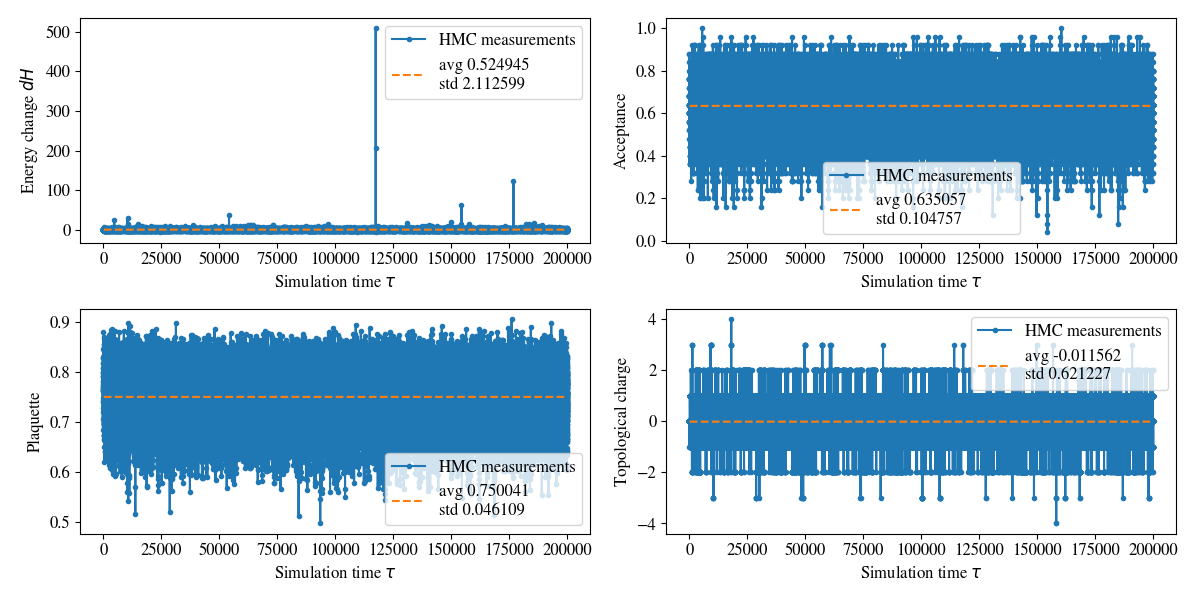 500
400
300
200
100
0
Energy change dH
HMC measurements
avg 0.524945
std 2.112599
0 25000 50000 75000 100000 125000 150000 175000 200000
Simulation time τ
1.0
0.8
0.6
0.4
0.2
0.0
Acceptance
HMC measurements
avg 0.635057
std 0.104757
0 25000 50000 75000 100000 125000 150000 175000 200000
Simulation time τ
0.9
0.8
0.7
0.6
0.5
Plaquette
HMC measurements
avg 0.750041
std 0.046109
0 25000 50000 75000 100000 125000 150000 175000 200000
Simulation time τ
4
2
0
−2
−4
Topological charge
HMC measurements
avg -0.011562
std 0.621227
0 25000 50000 75000 100000 125000 150000 175000 200000
Simulation time τ